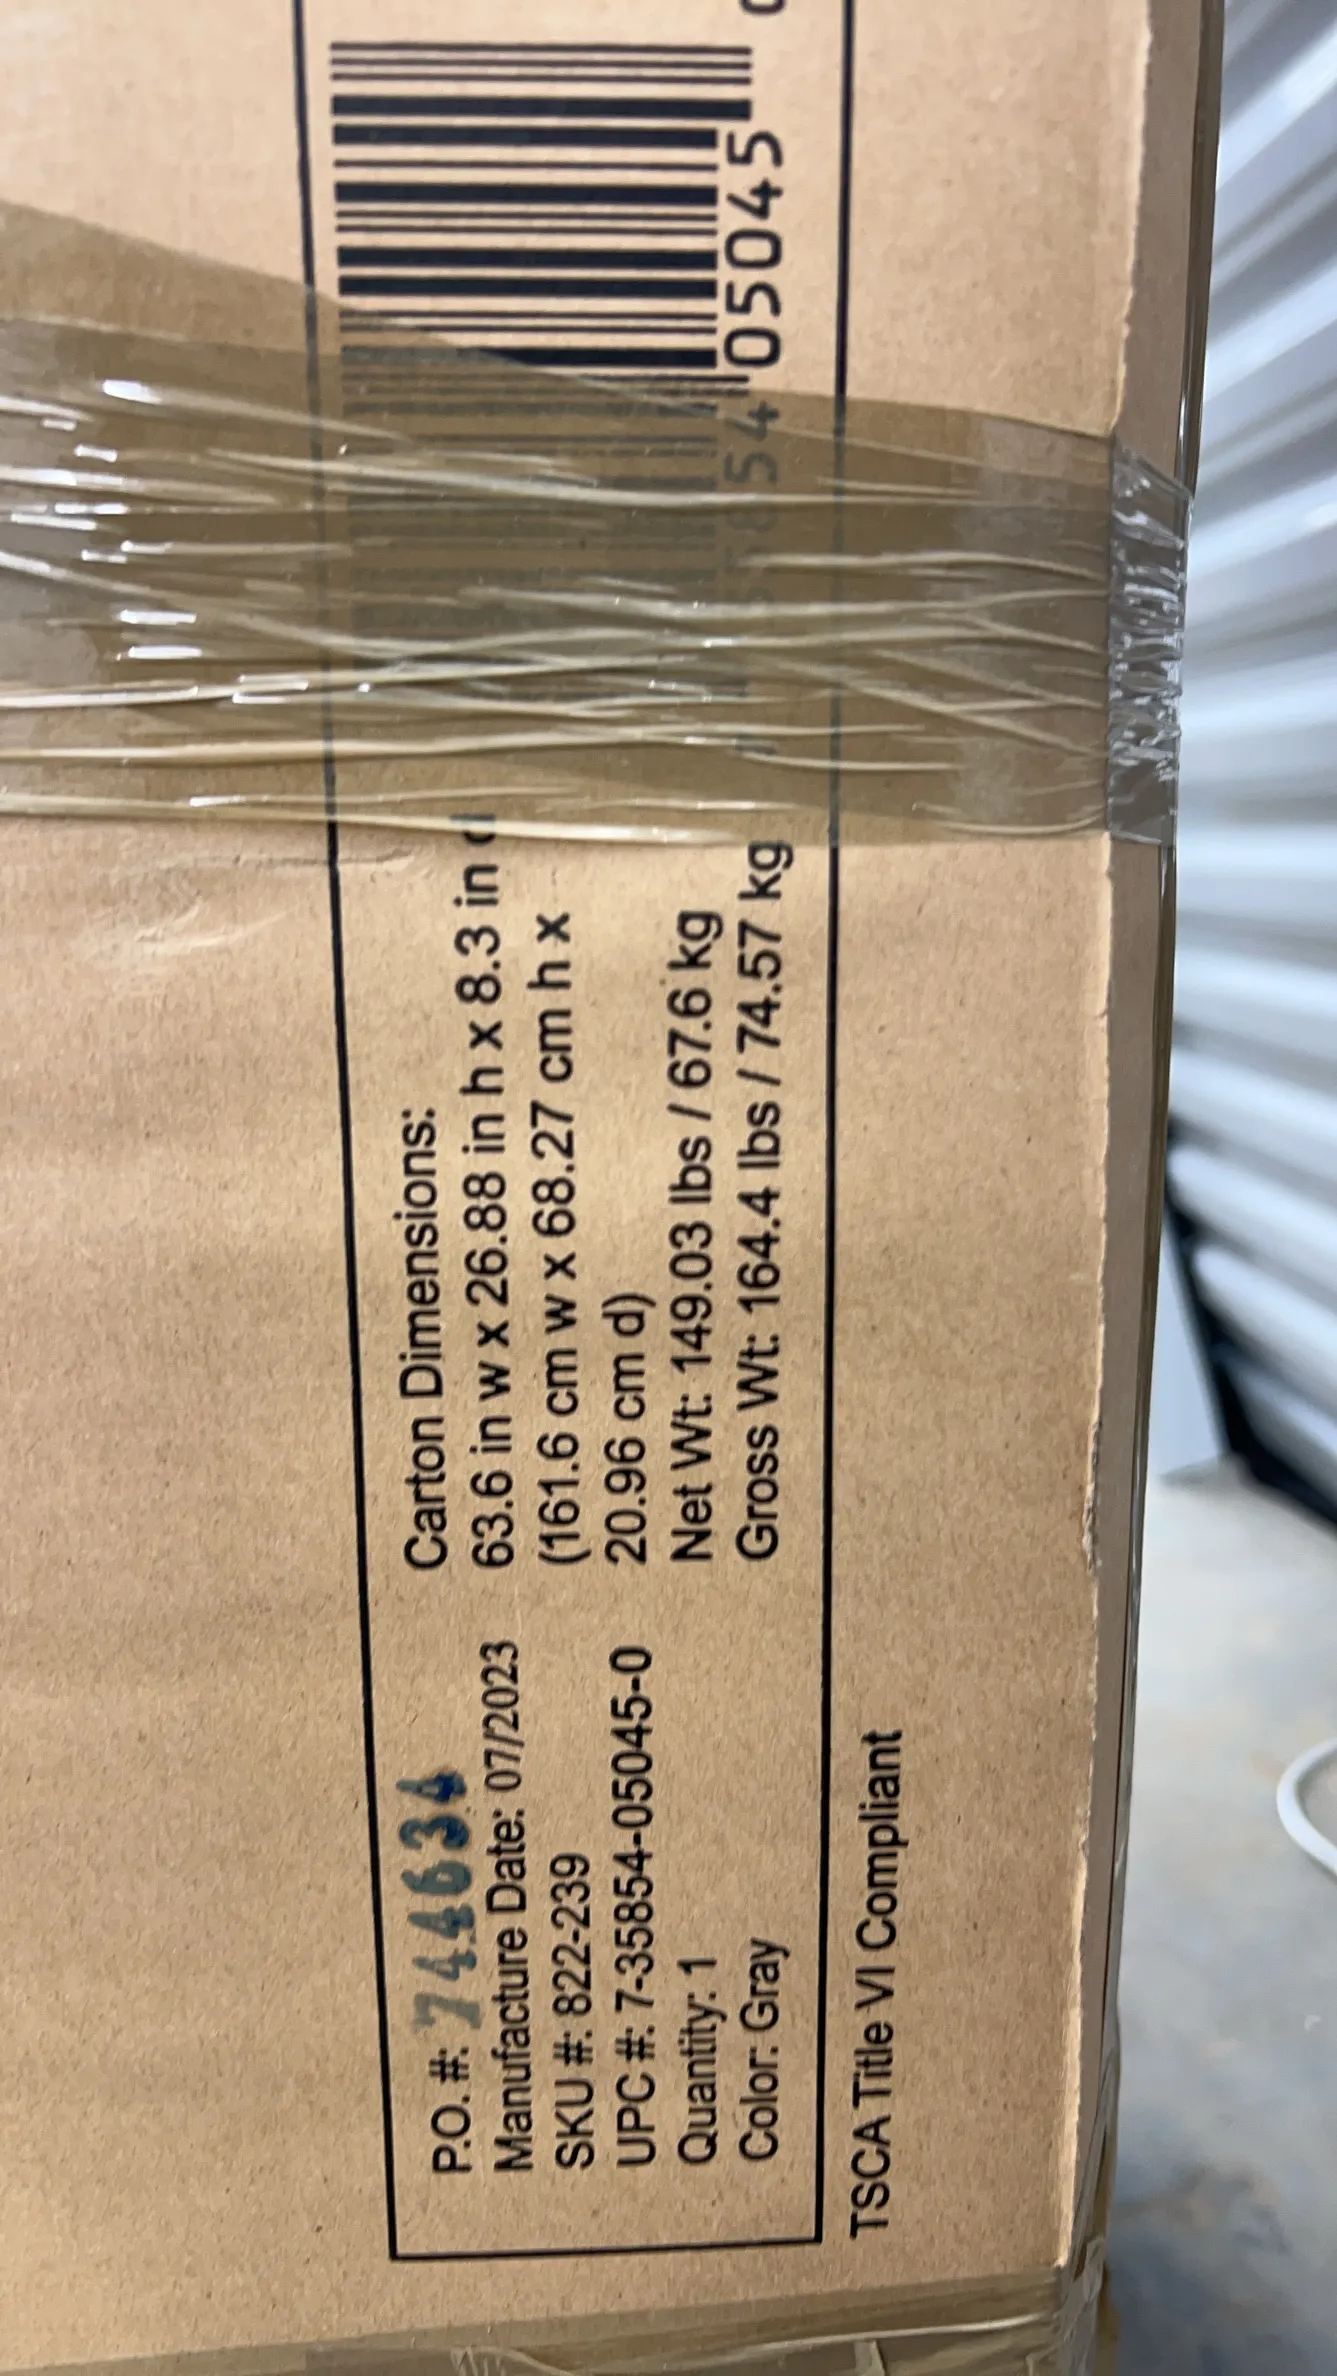 P.O. #: 744634
Manufacture Date: 07/2023
SKU #: 822-239
UPC #: 7-35854-05045-0
Quantity: 1
Color: Gray
Carton Dimensions:
63.6 in w x 26.88 in h x 8.3 in d
(161.6 cm w x 68.27 cm h x
20.96 cm d)
Net Wt: 149.03 lbs / 67.6 kg
Gross Wt: 164.4 lbs / 74.57 kg
05045
TSCA Title VI Compliant